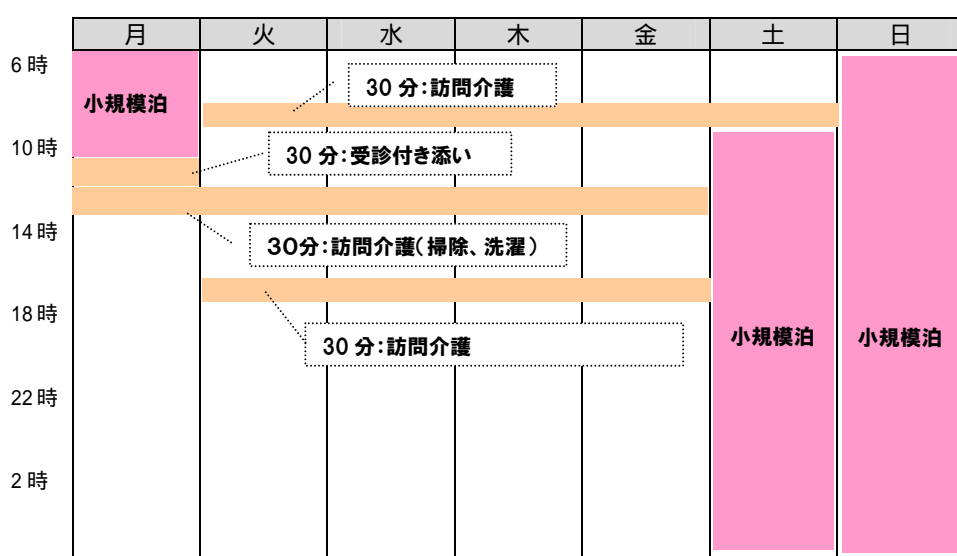 月 火 水 木 金 土 日
6時
30分:訪問介護
小規模泊
10時
30分:受診付き添い
14時
30分:訪問介護(掃除、洗濯)
18時
30分:訪問介護
小規模泊
小規模泊
22時
2時